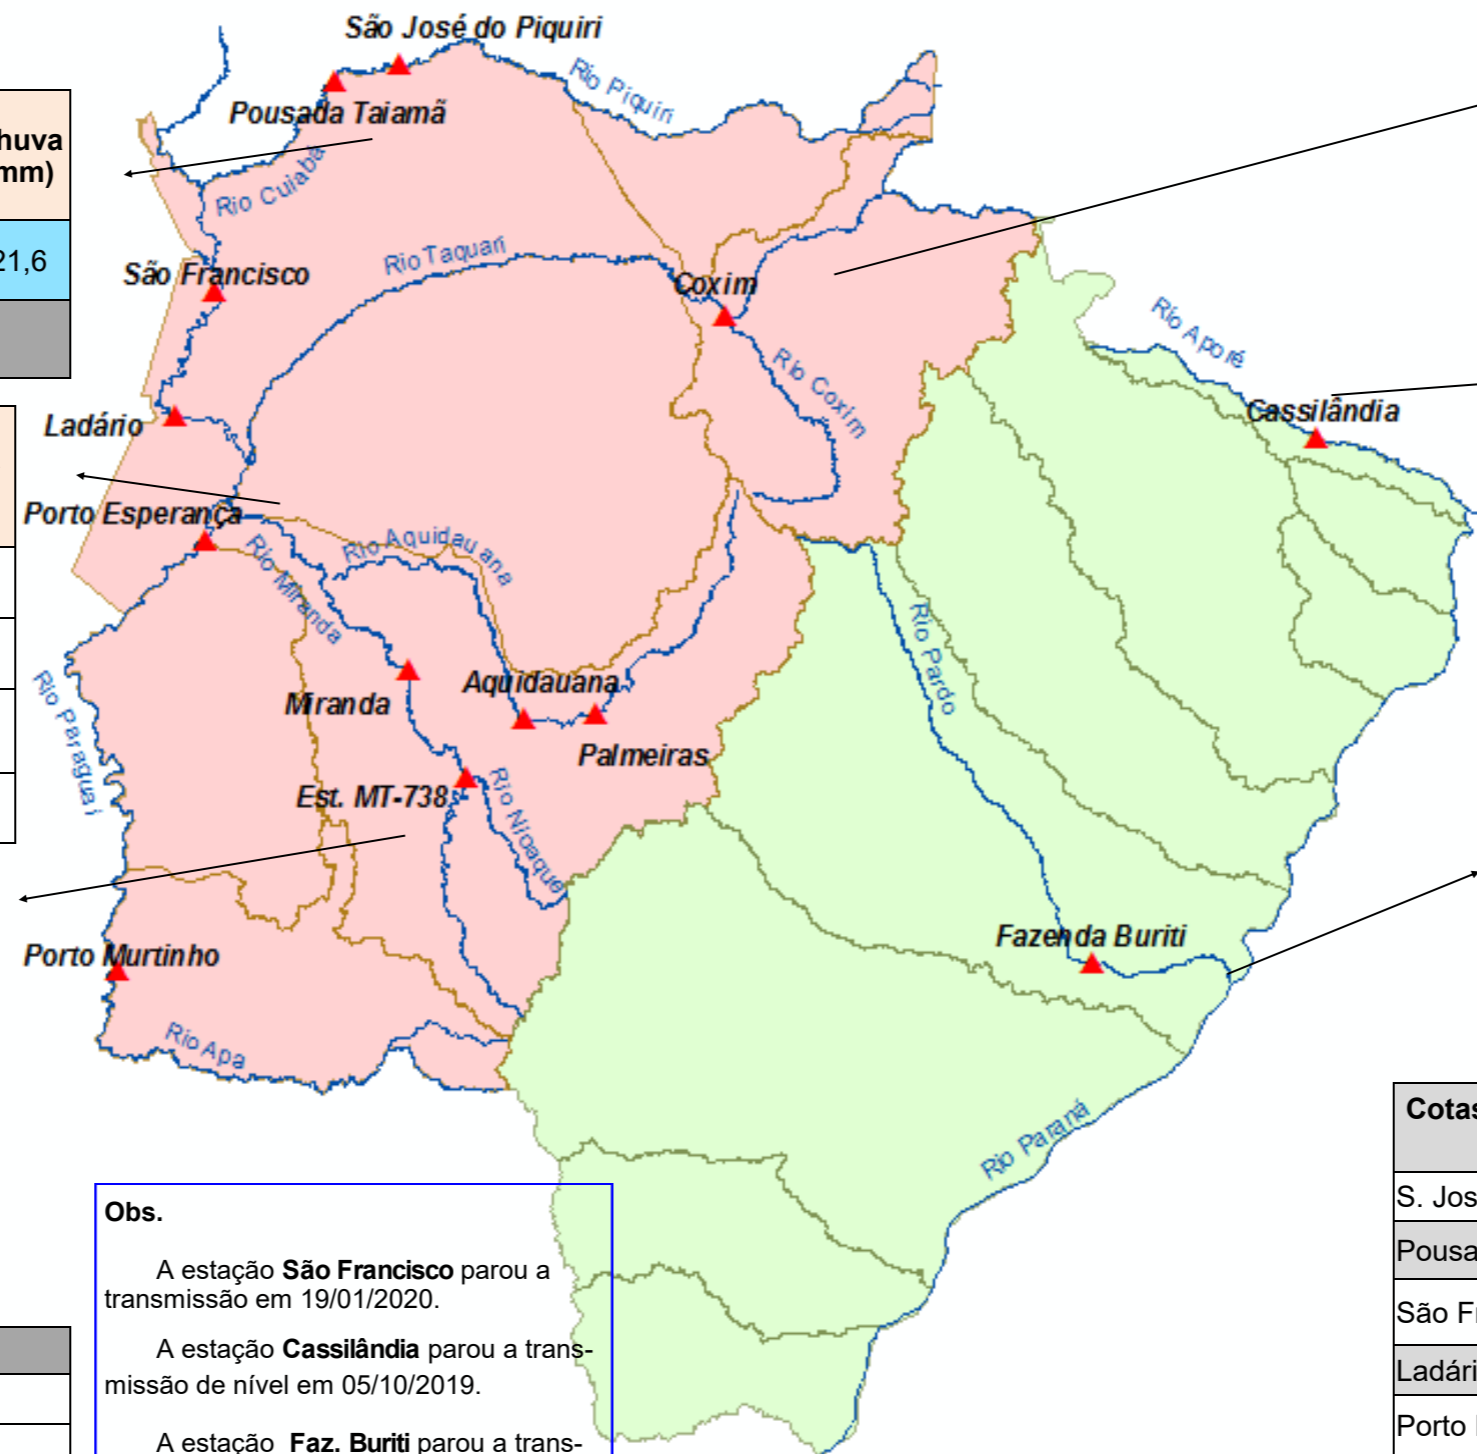 São José do Piquiri
Rio Piquiri
Pousada Taiamã
huva
mm)
Rio Cuiabá
21,6
São Francisco
Rio Taquari
Coxim
Rio Aporé
Rio Coxim
Cassilândia
Ladário
Porto Esperança
Rio Aquidauana
Rio Miranda
Rio Pardo
Rio Paraguai
Miranda
Aquidauana
Palmeiras
Est. MT-738
Rio Nioaque
Porto Murtinho
Fazenda Buriti
Rio Apa
Rio Paraná
Obs.
A estação São Francisco parou a
transmissão em 19/01/2020.
A estação Cassilândia parou a trans-
missão de nível em 05/10/2019.
A estação Faz. Buriti parou a trans-
Cotas
S. Jos
Pousa
São Fr
Ladári
Porto